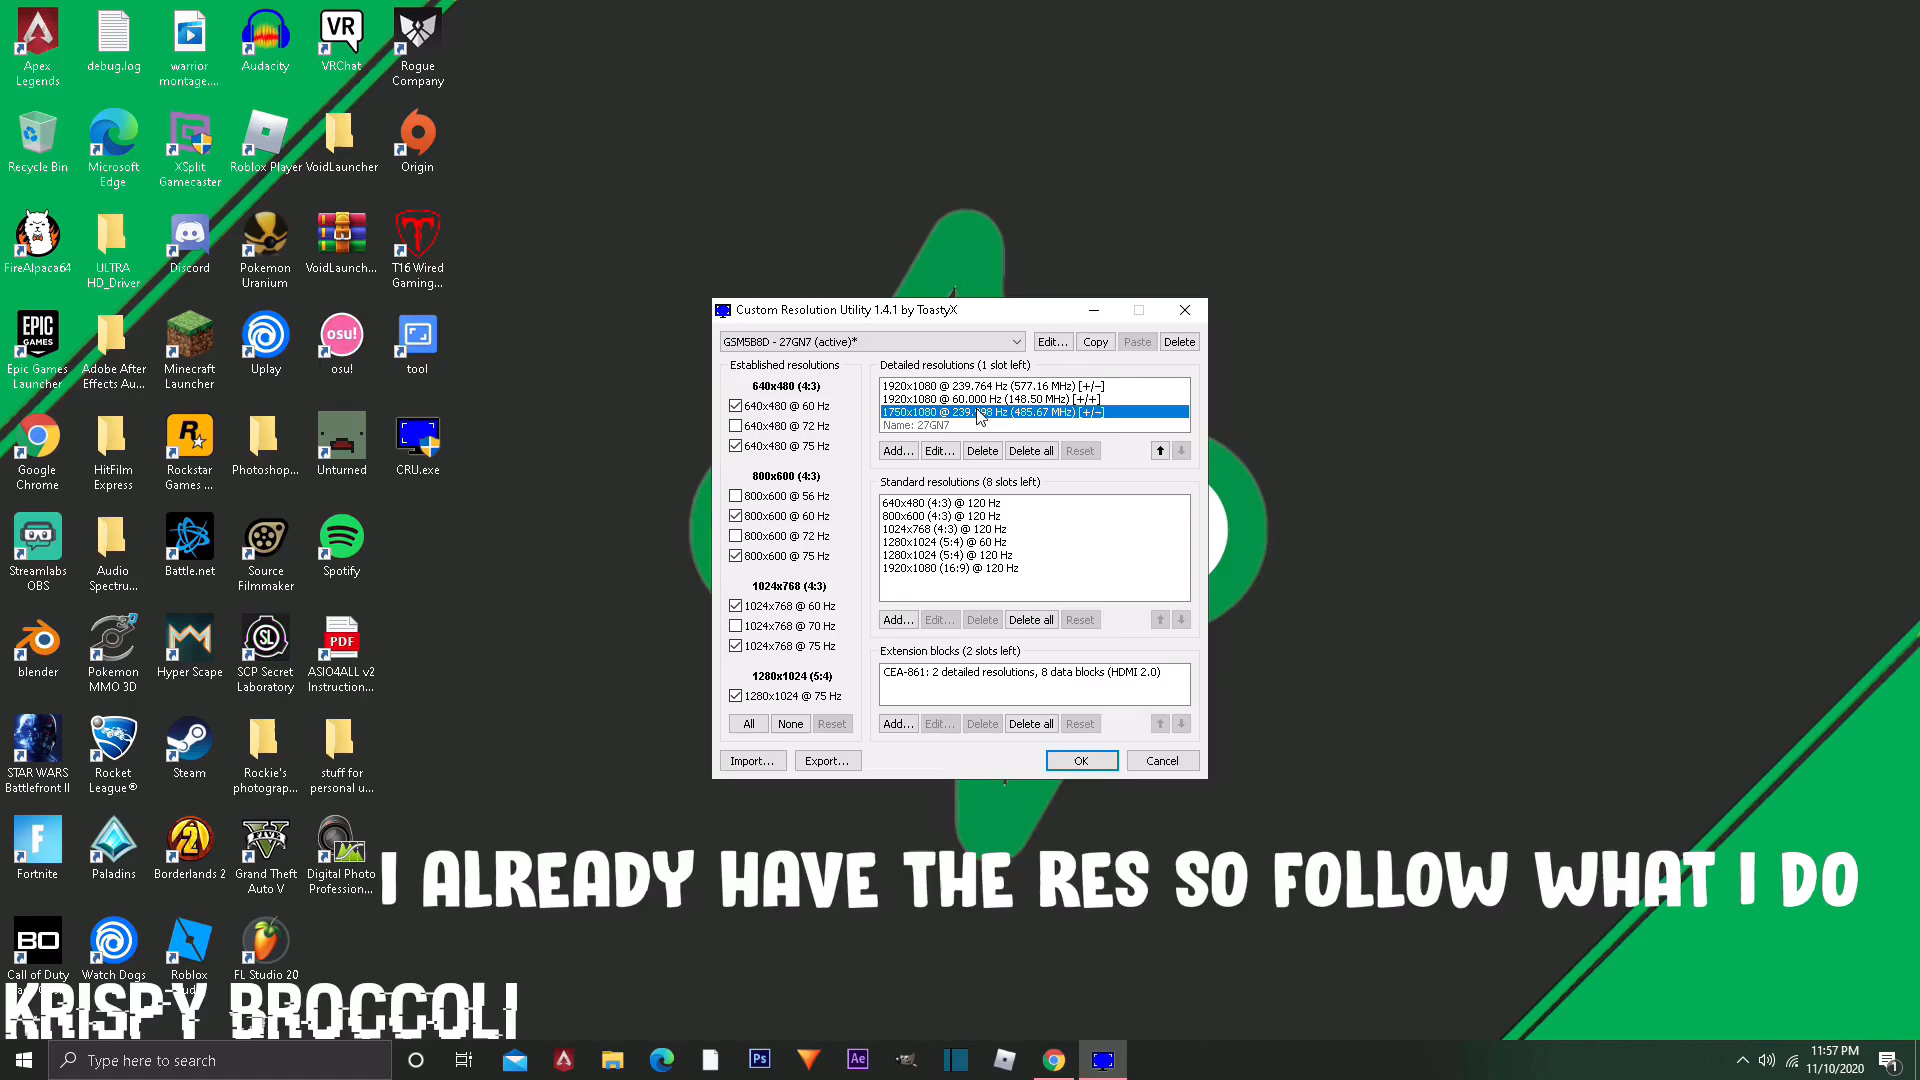 Apex Legends
debug.log
warrior montage....
Audacity
VRChat
Rogue Company
Recycle Bin
Microsoft Edge
XSplit Gamecaster
Roblox Player
VoidLauncher
Origin
FireAlpaca64
ULTRA HD_Driver
Discord
Pokemon Uranium
VoidLaunch...
T16 Wired Gaming...
Epic Games Launcher
Adobe After Effects Au...
Minecraft Launcher
Uplay
osu!
tool
Google Chrome
HitFilm Express
Rockstar Games ...
Photoshop...
Unturned
CRU.exe
Streamlabs OBS
Audio Spectru...
Battle.net
Source Filmmaker
Spotify
blender
Pokemon MMO 3D
Hyper Scape
SCP Secret Laboratory
ASIO4ALL v2 Instruction...
STAR WARS Battlefront II
Rocket League®
Steam
Rockie's photograp...
stuff for personal u...
Fortnite
Paladins
Borderlands 2
Grand Theft Auto V
Digital Photo Profession...
Call of Duty
Watch Dogs
Roblox
FL Studio 20
Custom Resolution Utility 1.4.1 by ToastyX
GSM5B8D - 27GN7 (active)*
Edit...
Copy
Paste
Delete
Established resolutions
640x480 (4:3)
640x480 @ 60 Hz
640x480 @ 72 Hz
640x480 @ 75 Hz
800x600 (4:3)
800x600 @ 56 Hz
800x600 @ 60 Hz
800x600 @ 72 Hz
800x600 @ 75 Hz
1024x768 (4:3)
1024x768 @ 60 Hz
1024x768 @ 70 Hz
1024x768 @ 75 Hz
1280x1024 (5:4)
1280x1024 @ 75 Hz
All
None
Reset
Detailed resolutions (1 slot left)
1920x1080 @ 239.764 Hz (577.16 MHz) [+/−]
1920x1080 @ 60.000 Hz (148.50 MHz) [+/+]
1750x1080 @ Hz (485.67 MHz) [+/−]
Name: 27GN7
Add...
Edit...
Delete
Delete all
Reset
Standard resolutions (8 slots left)
640x480 (4:3) @ 120 Hz
800x600 (4:3) @ 120 Hz
1024x768 (4:3) @ 120 Hz
1280x1024 (5:4) @ 60 Hz
1280x1024 (5:4) @ 120 Hz
1920x1080 (16:9) @ 120 Hz
Add...
Edit...
Delete
Delete all
Reset
Extension blocks (2 slots left)
CEA-861: 2 detailed resolutions, 8 data blocks (HDMI 2.0)
Add...
Edit...
Delete
Delete all
Reset
Import...
Export...
OK
Cancel
I ALREADY HAVE THE RES SO FOLLOW WHAT I DO
KRISPY BROCCOLI
Type here to search
11:57 PM
11/10/2020